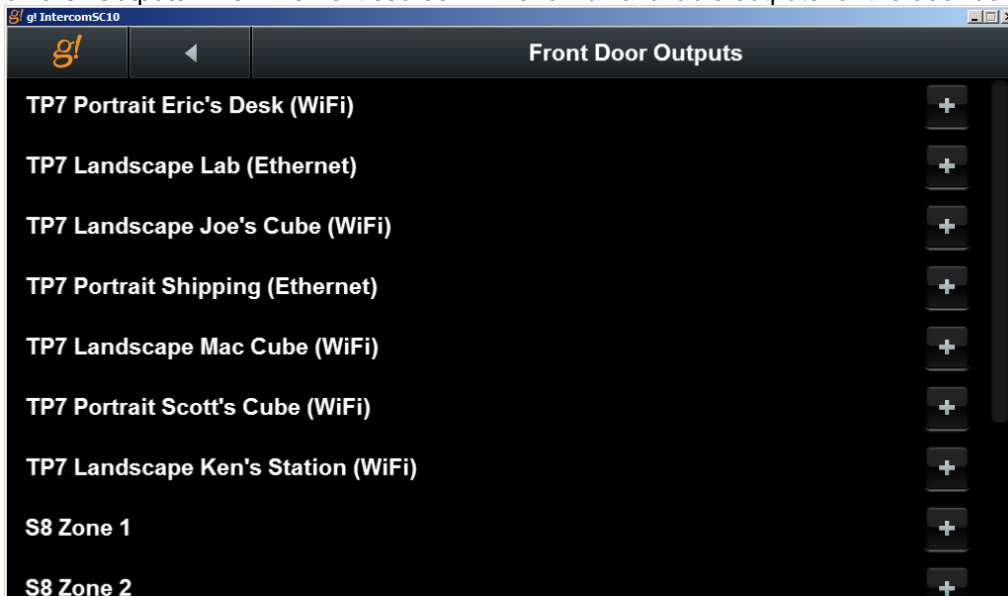 g! IntercomSC10
g! Front Door Outputs
TP7 Portrait Eric's Desk (WiFi)
TP7 Landscape Lab (Ethernet)
TP7 Landscape Joe's Cube (WiFi)
TP7 Portrait Shipping (Ethernet)
TP7 Landscape Mac Cube (WiFi)
TP7 Portrait Scott's Cube (WiFi)
TP7 Landscape Ken's Station (WiFi)
S8 Zone 1
S8 Zone 2